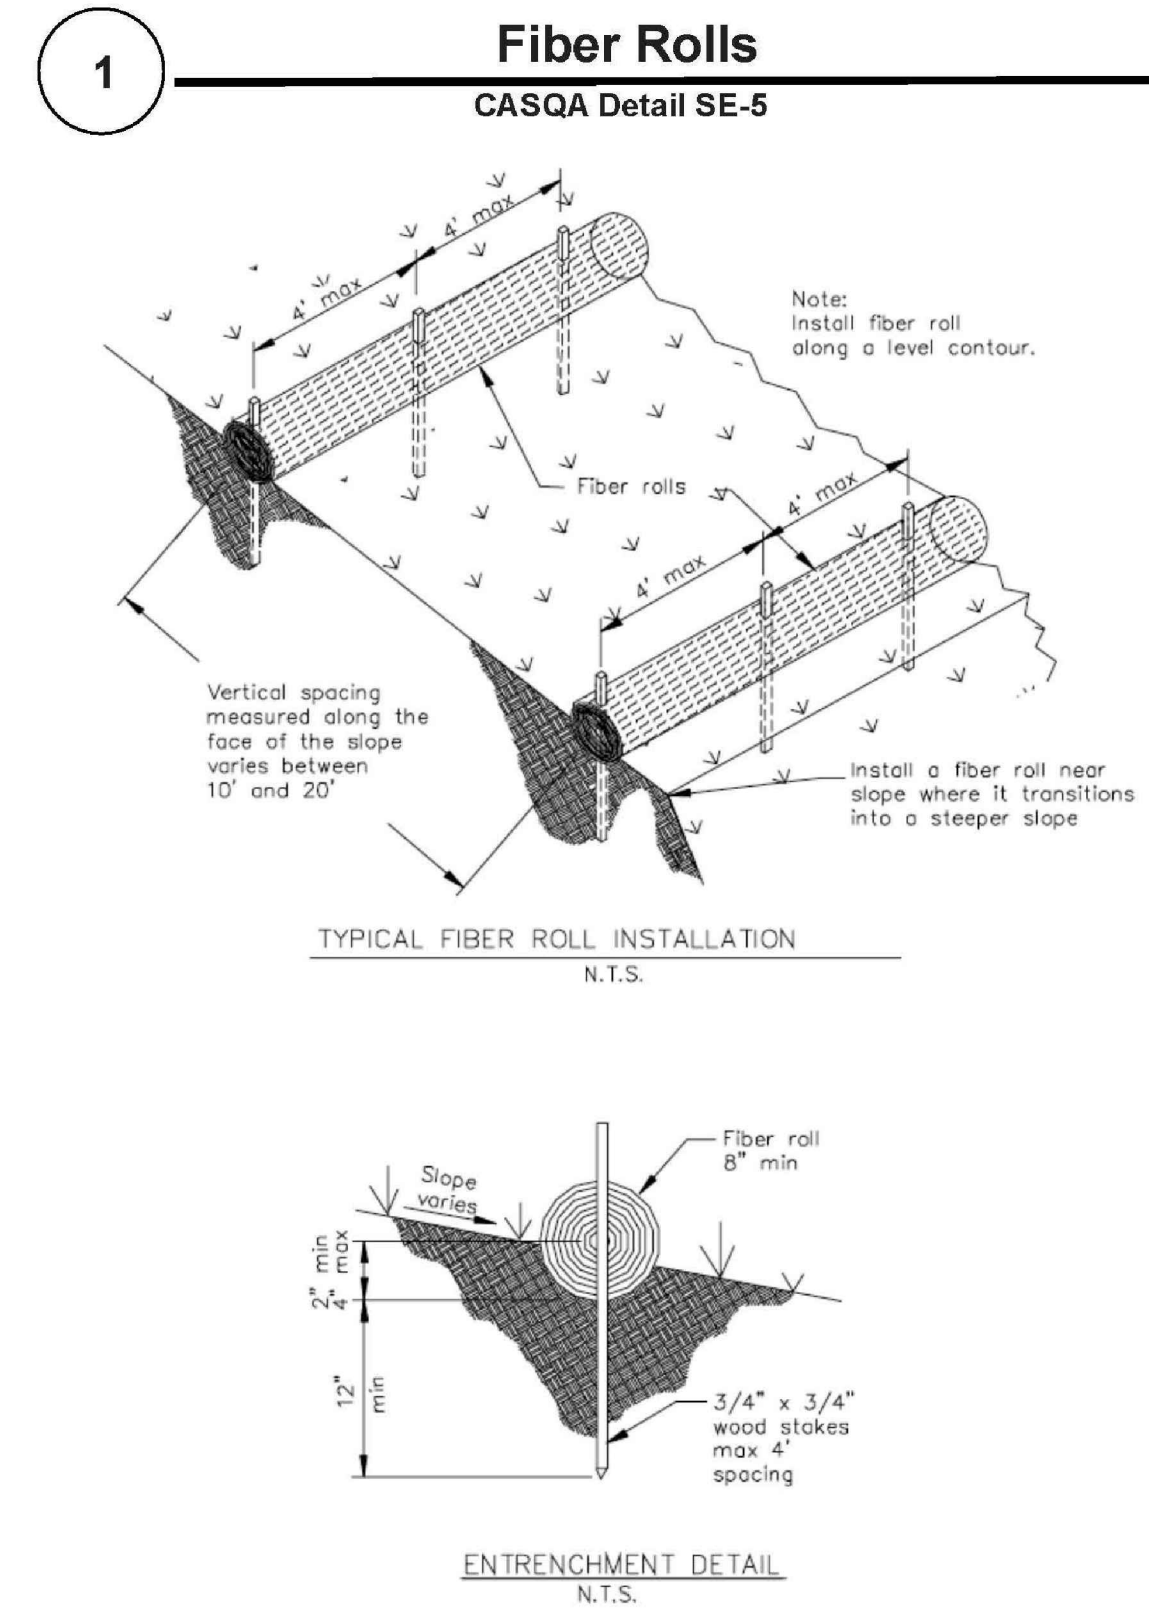 1
Fiber Rolls
CASQA Detail SE-5
4' max
4' max
Note:
Install fiber roll
along a level contour.
Fiber rolls
4' max
4' max
Vertical spacing
measured along the
face of the slope
varies between
10' and 20'
Install a fiber roll near
slope where it transitions
into a steeper slope
TYPICAL FIBER ROLL INSTALLATION
N.T.S.
Fiber roll
8" min
Slope
varies
2" min
4" max
12"
min
3/4" x 3/4"
wood stakes
max 4'
spacing
ENTRENCHMENT DETAIL
N.T.S.